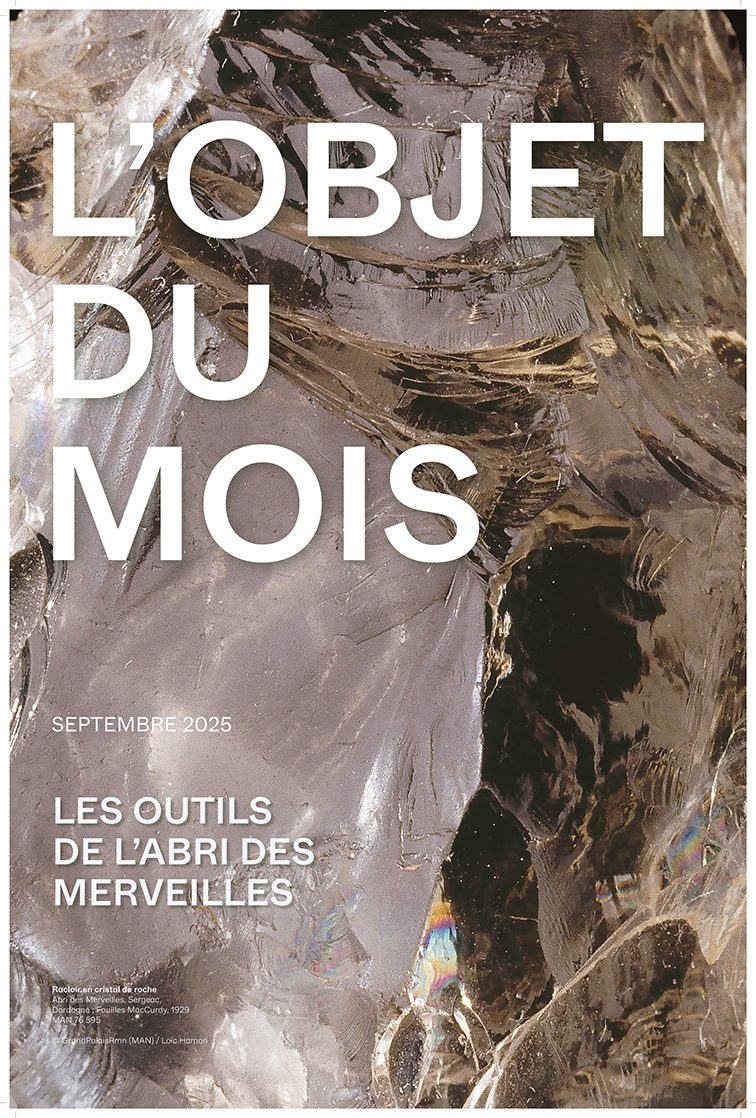 L'OBJET
DU
MOIS
SEPTEMBRE 2025
LES OUTILS
DE L'ABRI DES
MERVEILLES
Racloir en cristal de roche
Abri des Merveilles, Sergeac,
Dordogne ; Fouilles MacCurdy, 1929
MAN 76 595
© GrandPalaisRmn (MAN) / Loïc Hamon